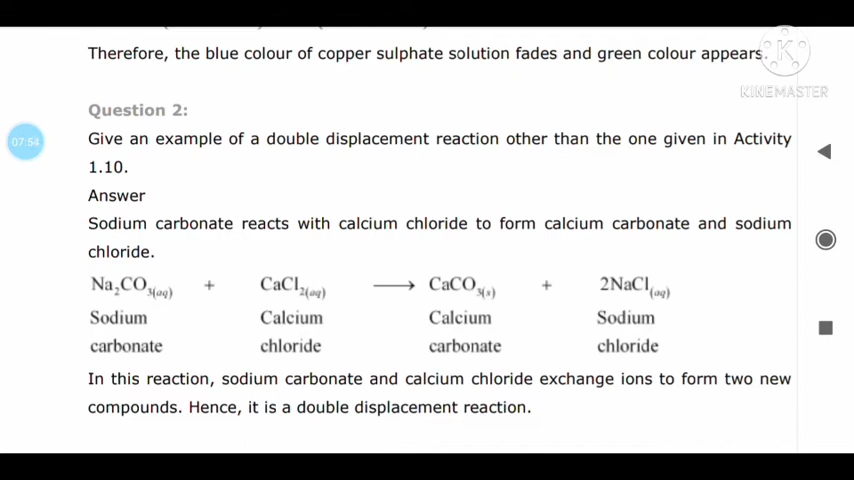 Therefore, the blue colour of copper sulphate solution fades and green colour appears.
K
KINEMASTER
Question 2:
07:54
Give an example of a double displacement reaction other than the one given in Activity
1.10.
Answer
Sodium carbonate reacts with calcium chloride to form calcium carbonate and sodium
chloride.
Na₂CO₃(aq) + CaCl₂(aq) ⟶ CaCO₃(s) + 2NaCl(aq)
Sodium Calcium Calcium Sodium
carbonate chloride carbonate chloride
In this reaction, sodium carbonate and calcium chloride exchange ions to form two new
compounds. Hence, it is a double displacement reaction.